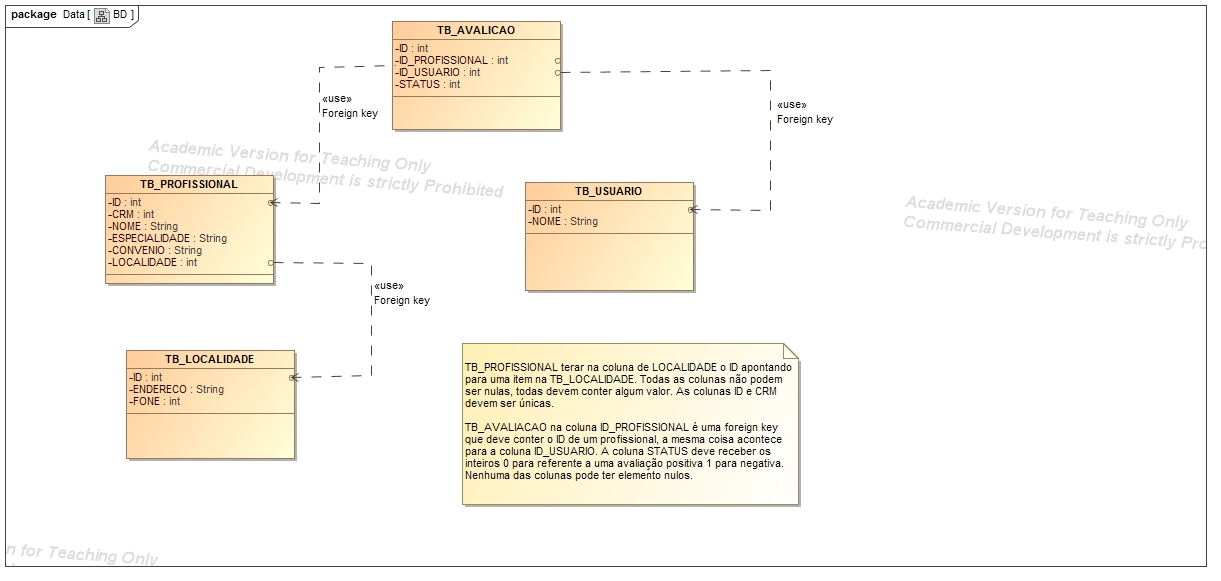 package Data [ BD ]
TB_AVALICAO
-ID : int
-ID_PROFISSIONAL : int
-ID_USUARIO : int
-STATUS : int
«use»
Foreign key
«use»
Foreign key
Academic Version for Teaching Only
Commercial Development is strictly Prohibited
TB_PROFISSIONAL
-ID : int
-CRM : int
-NOME : String
-ESPECIALIDADE : String
-CONVENIO : String
-LOCALIDADE : int
TB_USUARIO
-ID : int
-NOME : String
Academic Version for Teaching Only
Commercial Development is strictly Pro
«use»
Foreign key
TB_LOCALIDADE
-ID : int
-ENDERECO : String
-FONE : int
TB_PROFISSIONAL terar na coluna de LOCALIDADE o ID apontando
para uma item na TB_LOCALIDADE. Todas as colunas não podem
ser nulas, todas devem conter algum valor. As colunas ID e CRM
devem ser únicas.
TB_AVALIACAO na coluna ID_PROFISSIONAL é uma foreign key
que deve conter o ID de um profissional, a mesma coisa acontece
para a coluna ID_USUARIO. A coluna STATUS deve receber os
inteiros 0 para referente a uma avaliação positiva 1 para negativa.
Nenhuma das colunas pode ter elemento nulos.
n for Teaching Only